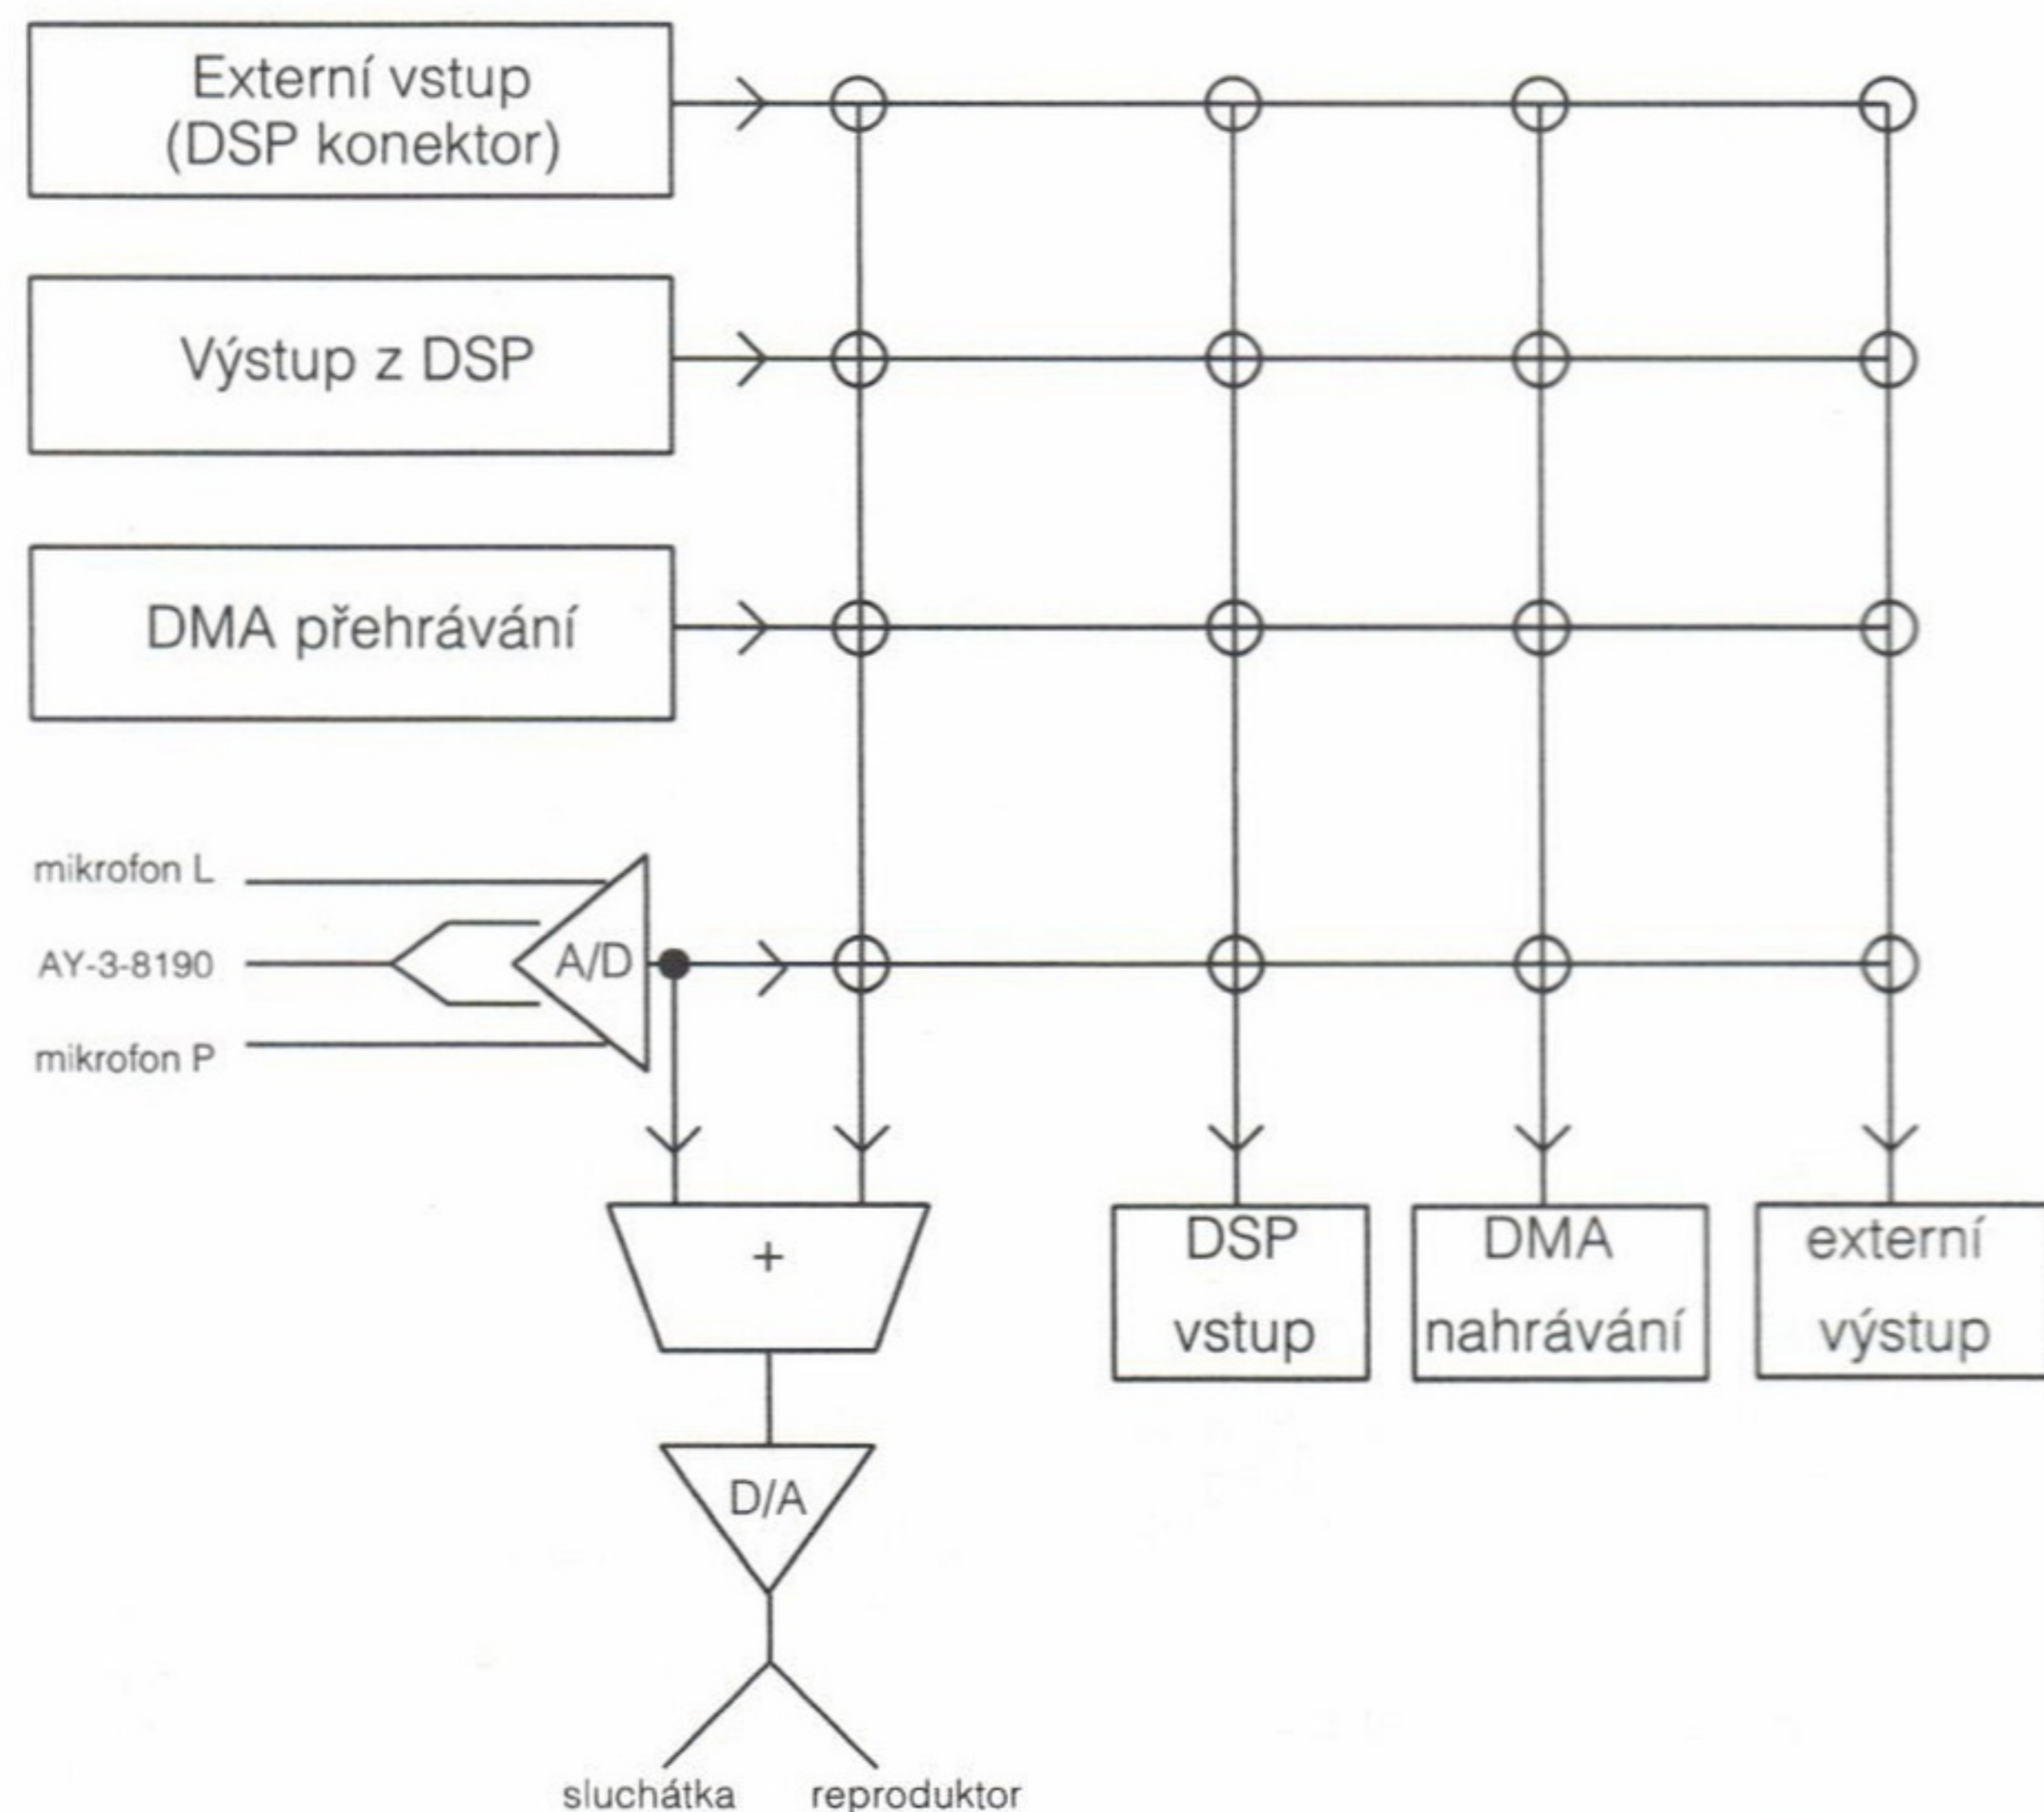 Externí vstup
(DSP konektor)
Výstup z DSP
DMA přehrávání
mikrofon L
AY-3-8190
mikrofon P
A/D
+
DSP
vstup
DMA
nahrávání
externí
výstup
D/A
sluchátka
reproduktor